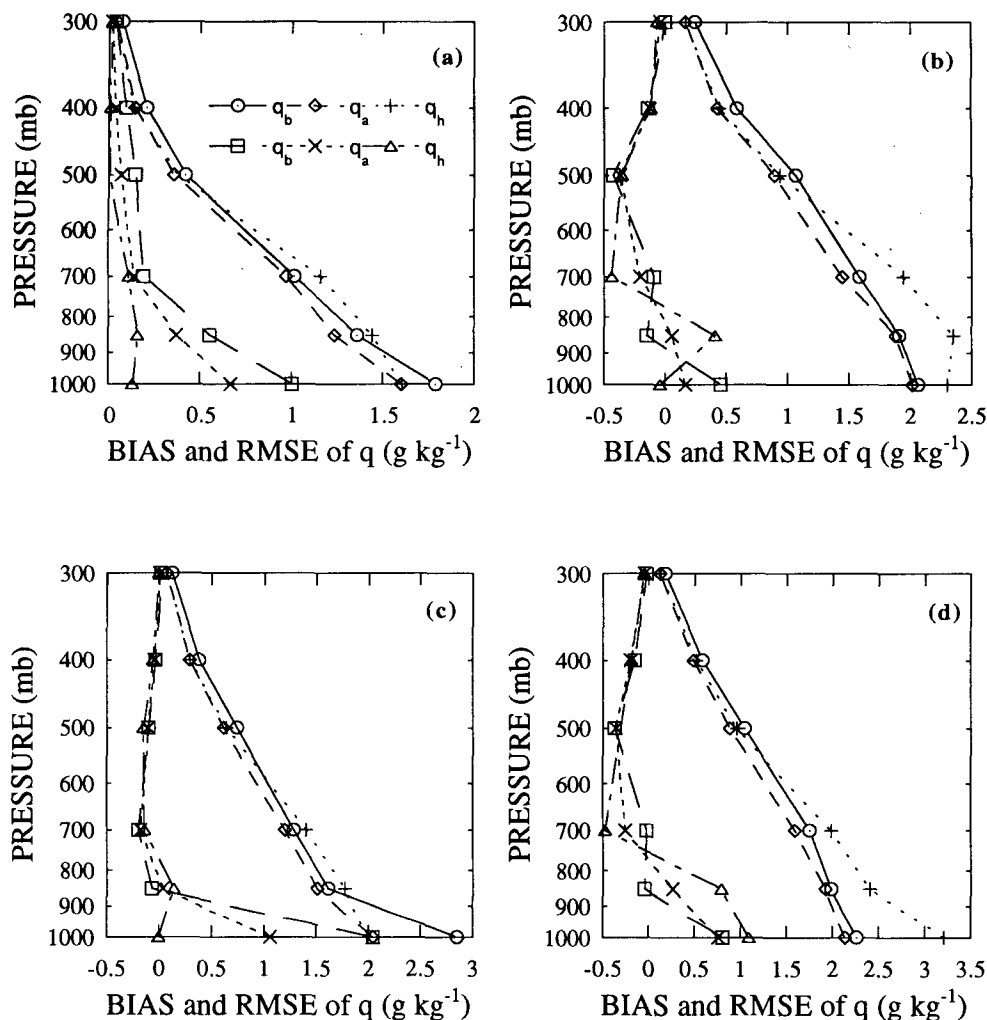 (a)
300
400
500
600
700
800
900
1000
PRESSURE (mb)
q_b q_a q_h
q_b q_a q_h
0 0.5 1 1.5 2
BIAS and RMSE of q (g kg⁻¹)
(b)
300
400
500
600
700
800
900
1000
PRESSURE (mb)
-0.5 0 0.5 1 1.5 2 2.5
BIAS and RMSE of q (g kg⁻¹)
(c)
300
400
500
600
700
800
900
1000
PRESSURE (mb)
-0.5 0 0.5 1 1.5 2 2.5 3
BIAS and RMSE of q (g kg⁻¹)
(d)
300
400
500
600
700
800
900
1000
PRESSURE (mb)
-0.5 0 0.5 1 1.5 2 2.5 3 3.5
BIAS and RMSE of q (g kg⁻¹)